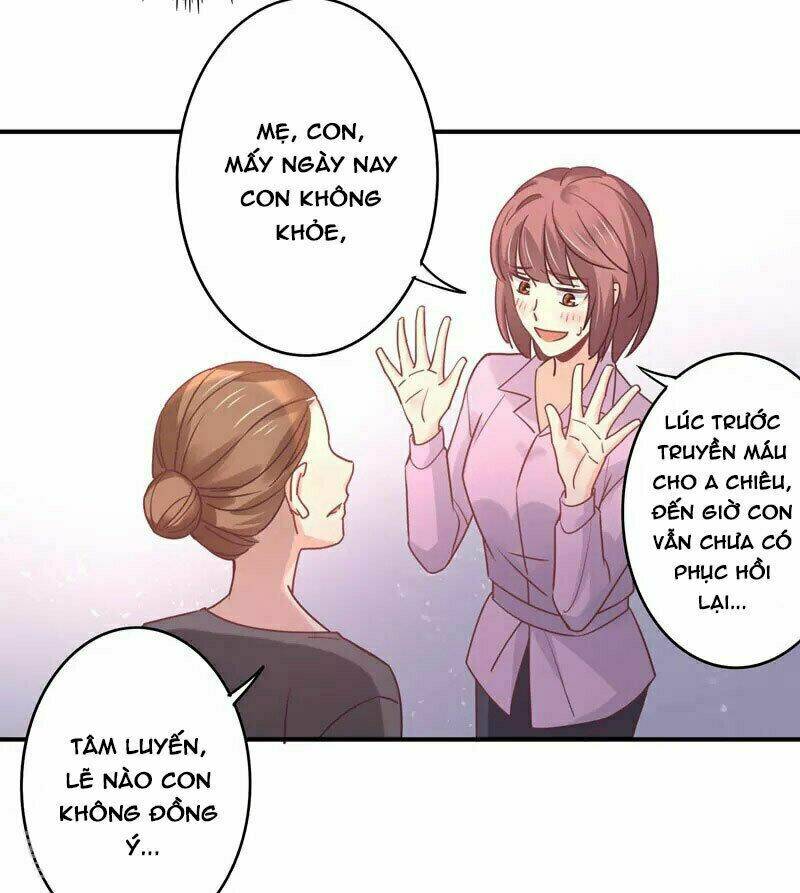 MẸ, CON,
MẤY NGÀY NAY
CON KHÔNG
KHỎE,
LÚC TRƯỚC
TRUYỀN MÁU
CHO A CHIÊU,
ĐẾN GIỜ CON
VẪN CHƯA CÓ
PHỤC HỒI
LẠI...
TÂM LUYẾN,
LẼ NÀO CON
KHÔNG ĐỒNG
Ý...